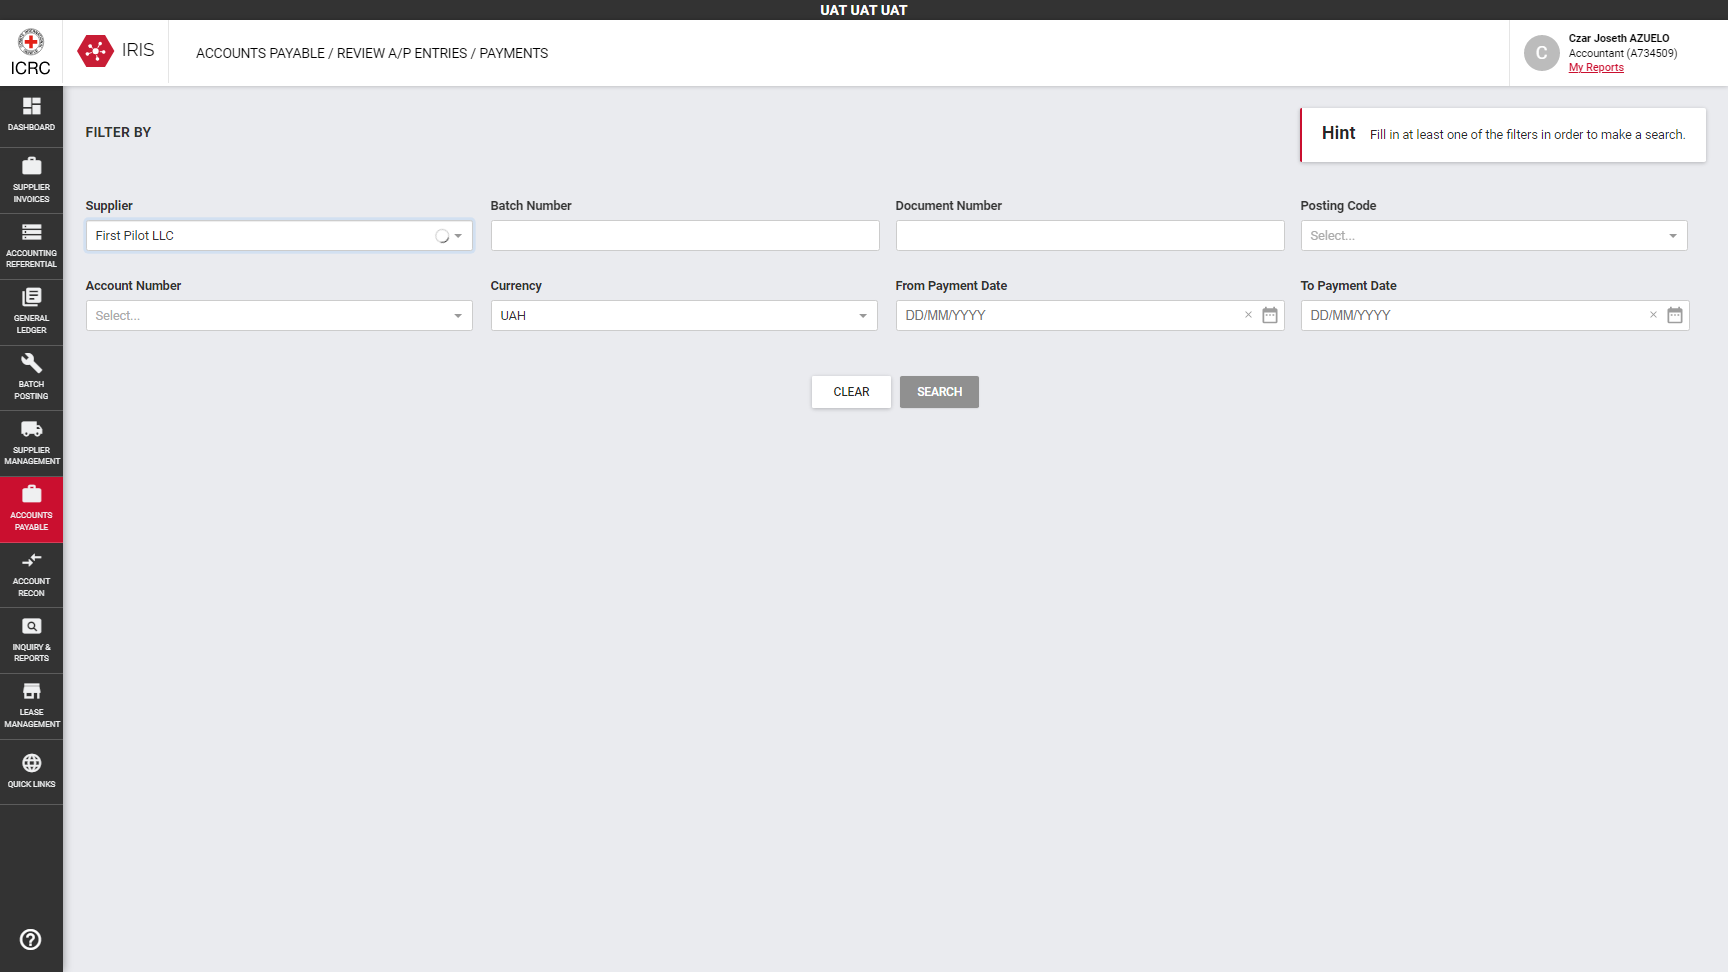 UAT UAT UAT
ICRC
IRIS
ACCOUNTS PAYABLE / REVIEW A/P ENTRIES / PAYMENTS
C
Czar Joseth AZUELO
Accountant (A734509)
My Reports
DASHBOARD
SUPPLIER
INVOICES
ACCOUNTING
REFERENTIAL
GENERAL
LEDGER
BATCH
POSTING
SUPPLIER
MANAGEMENT
ACCOUNTS
PAYABLE
ACCOUNT
RECON
INQUIRY &
REPORTS
LEASE
MANAGEMENT
QUICK LINKS
FILTER BY
Hint Fill in at least one of the filters in order to make a search.
Supplier
First Pilot LLC
Batch Number
Document Number
Posting Code
Select...
Account Number
Select...
Currency
UAH
From Payment Date
DD/MM/YYYY
To Payment Date
DD/MM/YYYY
CLEAR
SEARCH